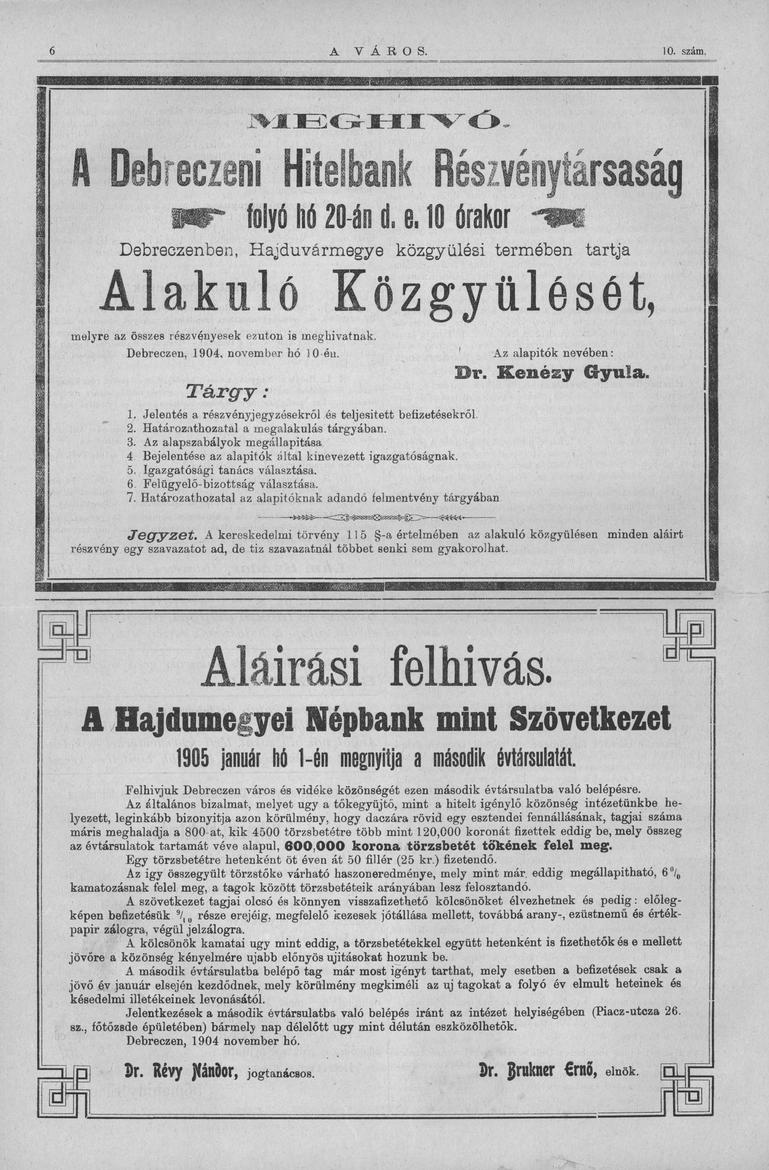 6
A VÁROS.
10. szám.
MEGHIVÓ.
A Debreczeni Hitelbank Részvénytársaság
folyó hó 20-án d. e. 10 órakor
Debreczenben, Hajduvármegye közgyülési termében tartja
Alakuló Közgyülését,
melyre az összes részvényesek ezuton is meghivatnak.
Debreczen, 1904. november hó 10-én.
Az alapitók nevében:
Dr. Kenézy Gyula.
Tárgy:
1. Jelentés a részvényjegyzésekről és teljesitett befizetésekről.
2. Határozathozatal a megalakulás tárgyában.
3. Az alapszabályok megállapitása
4. Bejelentése az alapitók által kinevezett igazgatóságnak.
5. Igazgatósági tanács választása.
6. Felügyelő-bizottság választása.
7. Határozathozatal az alapitóknak adandó felmentvény tárgyában
Jegyzet. A kereskedelmi törvény 115 §-a értelmében az alakuló közgyülésen minden aláirt
részvény egy szavazatot ad, de tiz szavazatnál többet senki sem gyakorolhat.
Aláirási felhivás.
A Hajdumegyei Népbank mint Szövetkezet
1905 január hó 1-én megnyitja a második évtársulatát.
Felhivjuk Debreczen város és vidéke közönségét ezen második évtársulatba való belépésre.
Az általános bizalmat, melyet ugy a tőkegyüjtő, mint a hitelt igénylő közönség intézetünkbe he-
lyezett, leginkább bizonyitja azon körülmény, hogy daczára rövid egy esztendei fennállásának, tagjai száma
máris meghaladja a 800-at, kik 4500 törzsbetétre több mint 120,000 koronát fizettek eddig be, mely összeg
az évtársulatok tartamát véve alapul, 600,000 korona törzsbetét tőkének felel meg.
Egy törzsbetétre hetenként öt éven át 50 fillér (25 kr.) fizetendő.
Az igy összegyült törzstőke várható haszoneredménye, mely mint már eddig megállapitható, 6%
kamatozásnak felel meg, a tagok között törzsbetéteik arányában lesz felosztandó.
A szövetkezet tagjai olcsó és könnyen visszafizethető kölcsönöket élvezhetnek és pedig: előleg-
képen befizetésük 9/10 része erejéig, megfelelő kezesek jótállása mellett, továbbá arany-, ezüstnemü és érték-
papir zálogra, végül jelzálogra.
A kölcsönök kamatai ugy mint eddig, a törzsbetétekkel együtt hetenként is fizethetők és e mellett
jövőre a közönség kényelmére ujabb előnyös ujitásokat hozunk be.
A második évtársulatba belépő tag már most igényt tarthat, mely esetben a befizetések csak a
jövő év január elsején kezdődnek, mely körülmény megkiméli az uj tagokat a folyó év elmult heteinek és
késedelmi illetékeinek levonásától.
Jelentkezések a második évtársulatba való belépés iránt az intézet helyiségében (Piacz-utcza 26.
sz., főtőzsde épületében) bármely nap délelőtt ugy mint délután eszközölhetők.
Debreczen, 1904 november hó.
Dr. Révy Nándor, jogtanácsos.
Dr. Brukner Ernő, elnök.